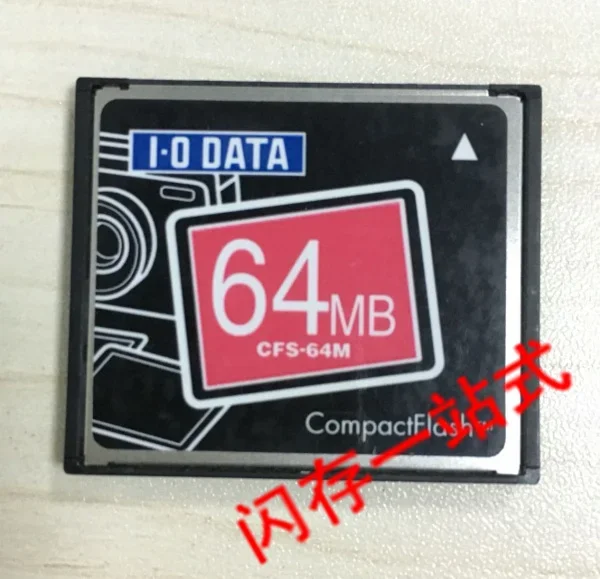 I·O DATA
64MB
CFS-64M
CompactFlash
闪存一站式